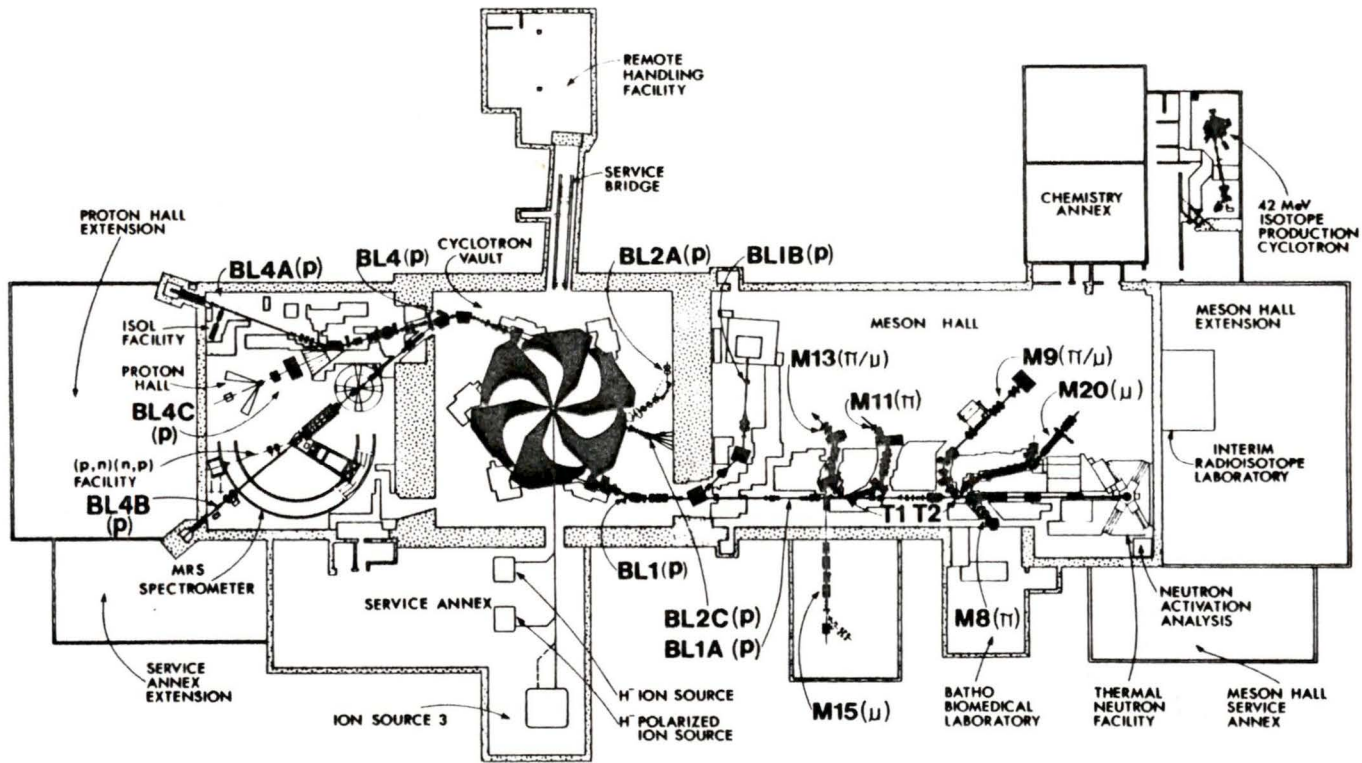 REMOTE
HANDLING
FACILITY
SERVICE
BRIDGE
CHEMISTRY
ANNEX
42 MeV
ISOTOPE
PRODUCTION
CYCLOTRON
PROTON HALL
EXTENSION
BL4A(p)
BL4(p)
CYCLOTRON
VAULT
BL2A(p)
BL1B(p)
ISOL
FACILITY
MESON HALL
MESON HALL
EXTENSION
PROTON
HALL
BL4C
(p)
M13(π/μ)
M11(π)
M9(π/μ)
M20(μ)
(p,n)(n,p)
FACILITY
BL4B
(p)
INTERIM
RADIOISOTOPE
LABORATORY
T1 T2
MRS
SPECTROMETER
BL1(p)
SERVICE ANNEX
BL2C(p)
BL1A (p)
M8(π)
NEUTRON
ACTIVATION
ANALYSIS
SERVICE
ANNEX
EXTENSION
ION SOURCE 3
H⁻ ION SOURCE
H⁻ POLARIZED
ION SOURCE
M15(μ)
BATHO
BIOMEDICAL
LABORATORY
THERMAL
NEUTRON
FACILITY
MESON HALL
SERVICE
ANNEX